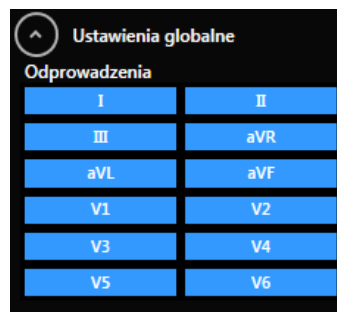 Ustawienia globalne
Odprowadzenia
I II
III aVR
aVL aVF
V1 V2
V3 V4
V5 V6